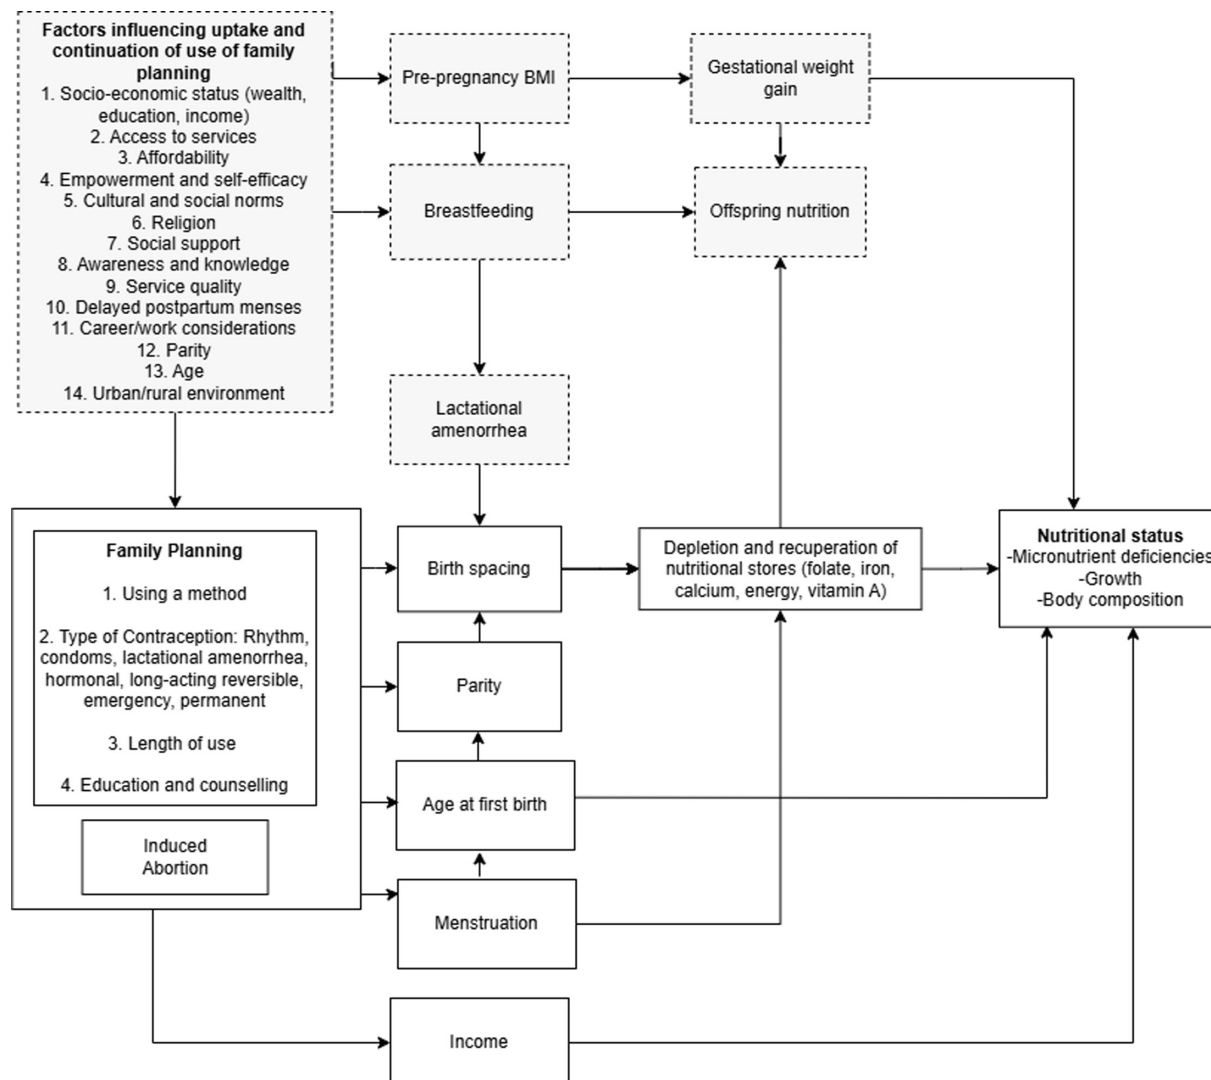 Factors influencing uptake and
continuation of use of family
planning
1. Socio-economic status (wealth,
education, income)
2. Access to services
3. Affordability
4. Empowerment and self-efficacy
5. Cultural and social norms
6. Religion
7. Social support
8. Awareness and knowledge
9. Service quality
10. Delayed postpartum menses
11. Career/work considerations
12. Parity
13. Age
14. Urban/rural environment
Pre-pregnancy BMI
Gestational weight
gain
Breastfeeding
Offspring nutrition
Lactational
amenorrhea
Family Planning
1. Using a method
2. Type of Contraception: Rhythm,
condoms, lactational amenorrhea,
hormonal, long-acting reversible,
emergency, permanent
3. Length of use
4. Education and counselling
Induced
Abortion
Birth spacing
Parity
Age at first birth
Menstruation
Income
Depletion and recuperation of
nutritional stores (folate, iron,
calcium, energy, vitamin A)
Nutritional status
-Micronutrient deficiencies
-Growth
-Body composition